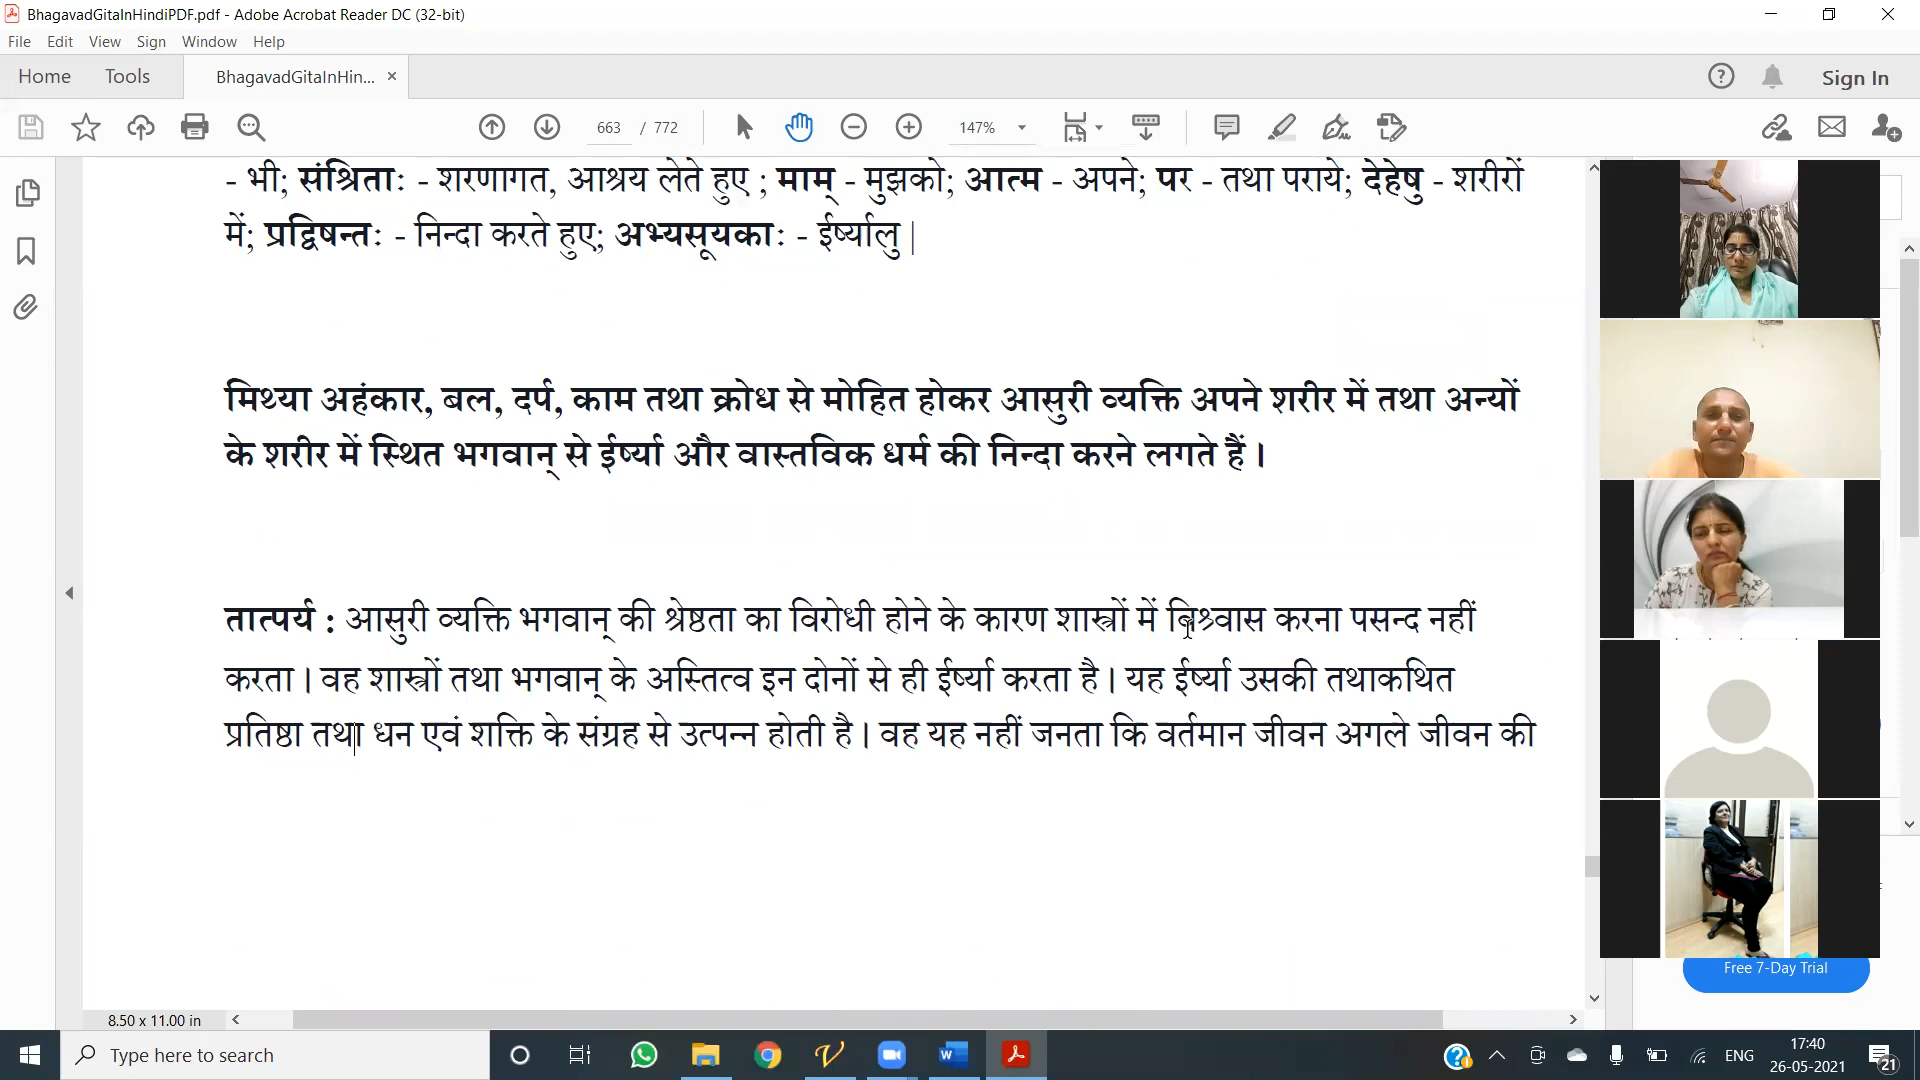 BhagavadGitaInHindiPDF.pdf - Adobe Acrobat Reader DC (32-bit)
File Edit View Sign Window Help
Home Tools BhagavadGitaInHin... × Sign In
663 / 772 147%
- भी; संश्रिताः - शरणागत, आश्रय लेते हुए ; माम् - मुझको; आत्म - अपने; पर - तथा पराये; देहेषु - शरीरों
में; प्रद्विषन्तः - निन्दा करते हुए; अभ्यसूयकाः - ईर्ष्यालु |
मिथ्या अहंकार, बल, दर्प, काम तथा क्रोध से मोहित होकर आसुरी व्यक्ति अपने शरीर में तथा अन्यों
के शरीर में स्थित भगवान् से ईर्ष्या और वास्तविक धर्म की निन्दा करने लगते हैं ।
तात्पर्य : आसुरी व्यक्ति भगवान् की श्रेष्ठता का विरोधी होने के कारण शास्त्रों में विश्र्वास करना पसन्द नहीं
करता । वह शास्त्रों तथा भगवान् के अस्तित्व इन दोनों से ही ईर्ष्या करता है । यह ईर्ष्या उसकी तथाकथित
प्रतिष्ठा तथा धन एवं शक्ति के संग्रह से उत्पन्न होती है । वह यह नहीं जनता कि वर्तमान जीवन अगले जीवन की
Free 7-Day Trial
8.50 x 11.00 in
Type here to search
ENG
17:40
26-05-2021
21